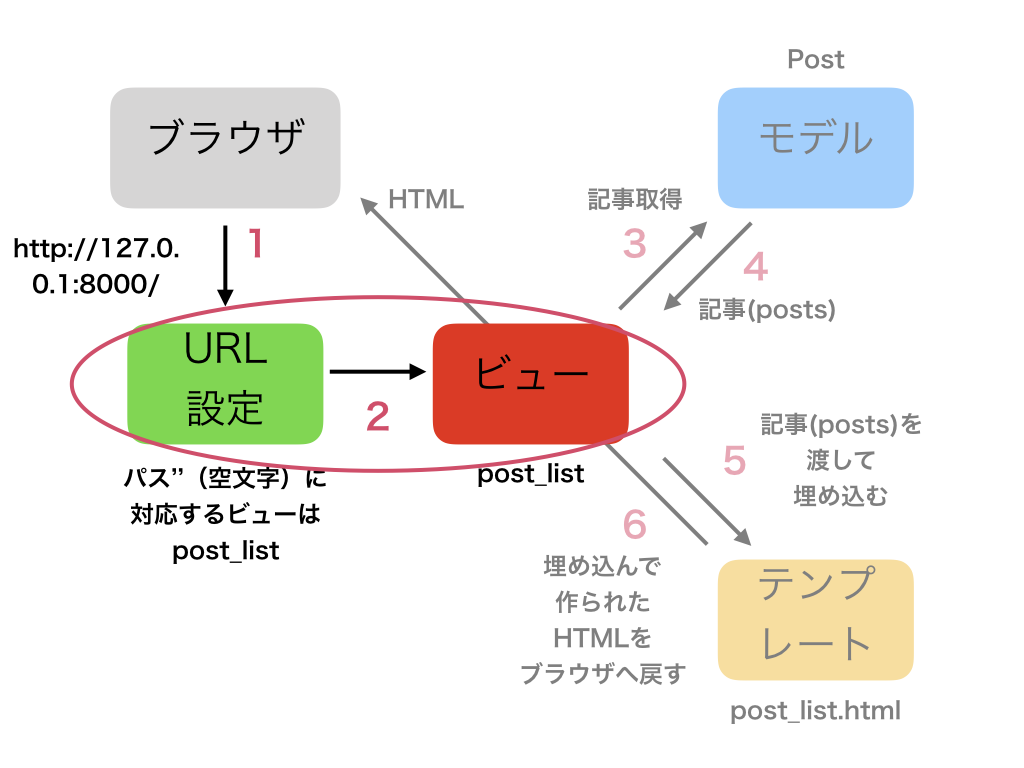 Post
ブラウザ
モデル
HTML
記事取得
http://127.0.
0.1:8000/
1
3
4
記事(posts)
URL
設定
2
ビュー
パス”（空文字）に
対応するビューは
post_list
post_list
記事(posts)を
渡して
埋め込む
5
6
埋め込んで
作られた
HTMLを
ブラウザへ戻す
テンプ
レート
post_list.html